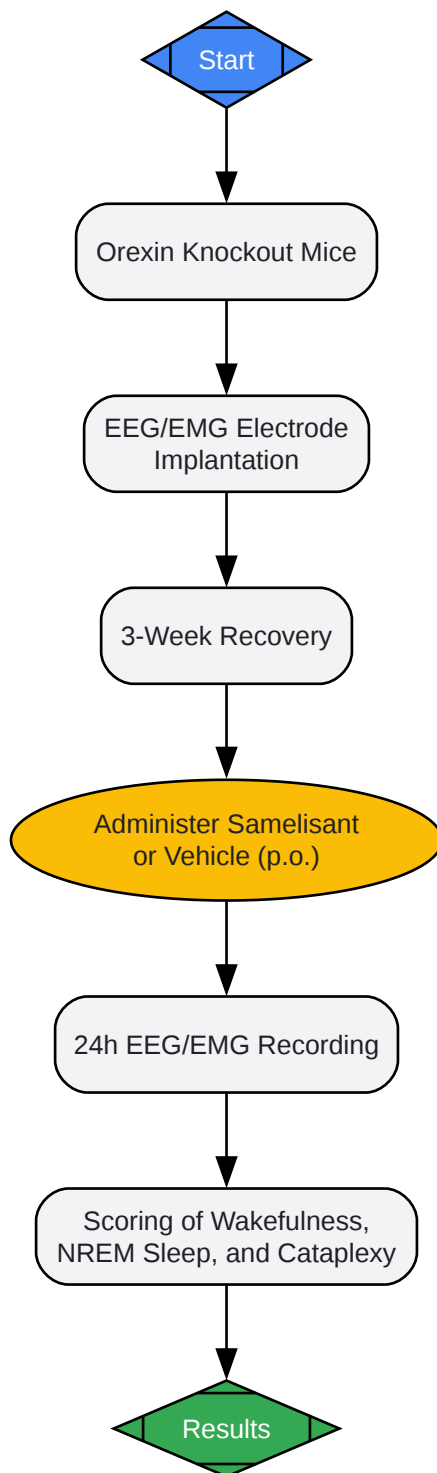 Start
Orexin Knockout Mice
EEG/EMG Electrode
Implantation
3-Week Recovery
Administer Samelisant
or Vehicle (p.o.)
24h EEG/EMG Recording
Scoring of Wakefulness,
NREM Sleep, and Cataplexy
Results